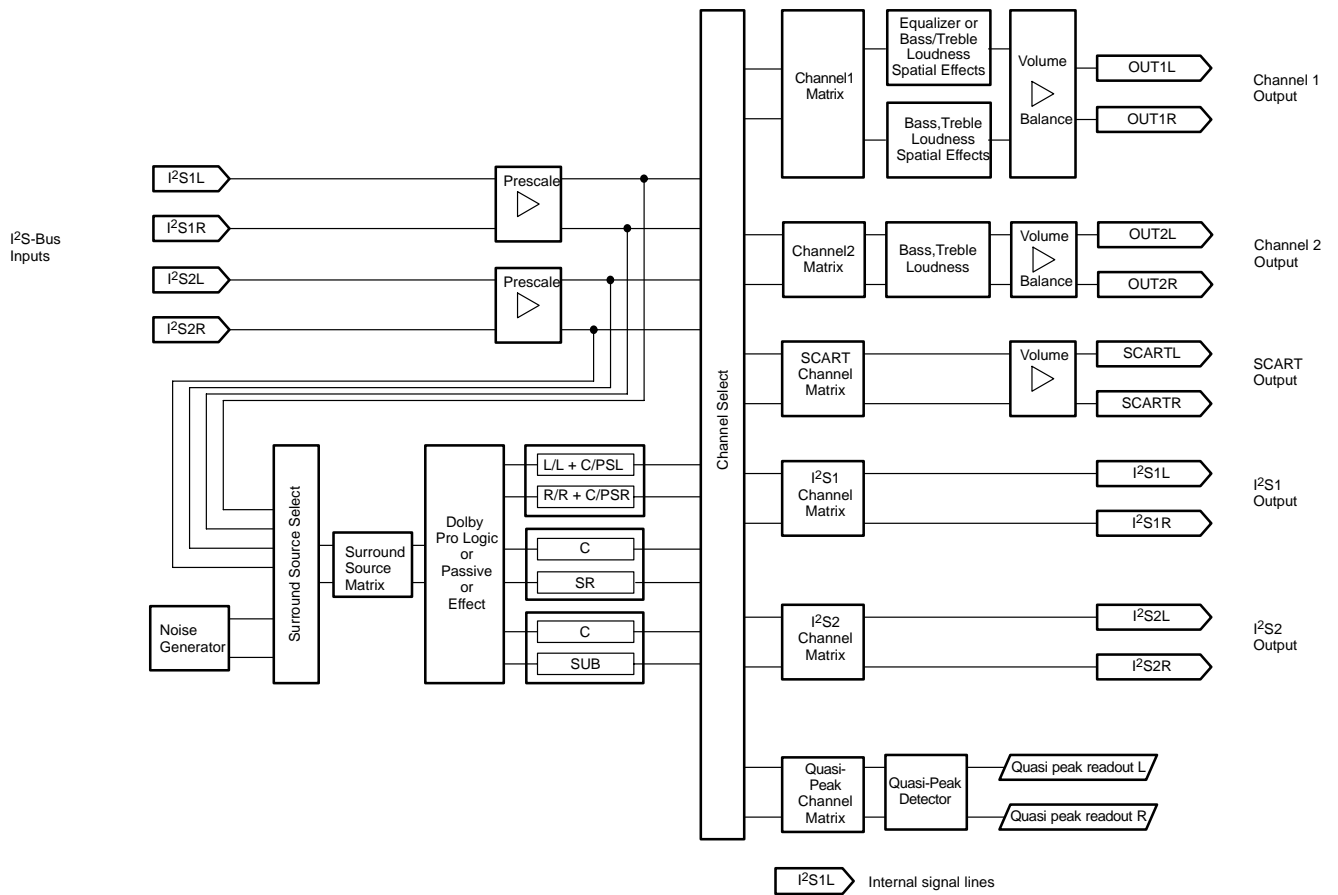 I²S-Bus
Inputs
I²S1L
I²S1R
I²S2L
I²S2R
Prescale
Prescale
Surround Source Select
Noise
Generator
Surround
Source
Matrix
Dolby
Pro Logic
or
Passive
or
Effect
L/L + C/PSL
R/R + C/PSR
C
SR
C
SUB
Channel Select
Channel1
Matrix
Equalizer or
Bass/Treble
Loudness
Spatial Effects
Bass,Treble
Loudness
Spatial Effects
Volume
Balance
OUT1L
OUT1R
Channel 1
Output
Channel2
Matrix
Bass,Treble
Loudness
Volume
Balance
OUT2L
OUT2R
Channel 2
Output
SCART
Channel
Matrix
Volume
SCARTL
SCARTR
SCART
Output
I²S1
Channel
Matrix
I²S1L
I²S1R
I²S1
Output
I²S2
Channel
Matrix
I²S2L
I²S2R
I²S2
Output
Quasi-
Peak
Channel
Matrix
Quasi-Peak
Detector
Quasi peak readout L
Quasi peak readout R
I²S1L
Internal signal lines